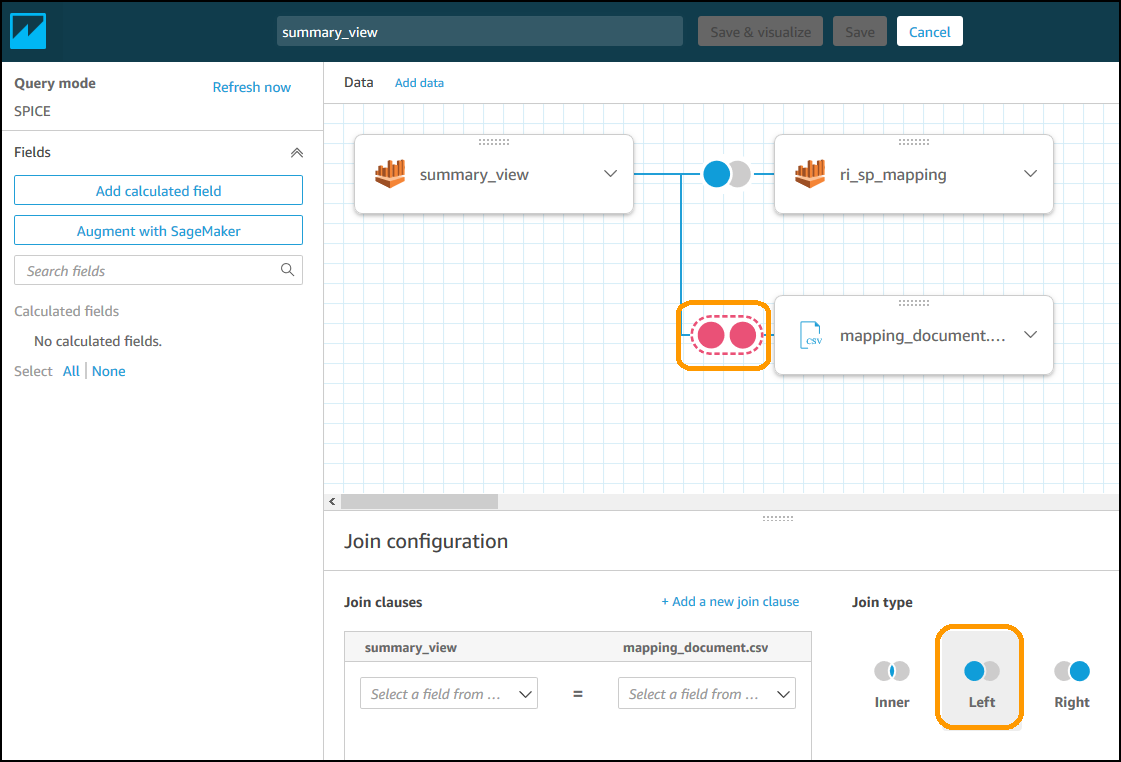 summary_view
Save & visualize
Save
Cancel
Query mode
Refresh now
SPICE
Fields
Add calculated field
Augment with SageMaker
Search fields
Calculated fields
No calculated fields.
Select All None
Data
Add data
summary_view
ri_sp_mapping
CSV
mapping_document....
Join configuration
Join clauses
+ Add a new join clause
summary_view
mapping_document.csv
Select a field from ...
=
Select a field from ...
Join type
Inner
Left
Right